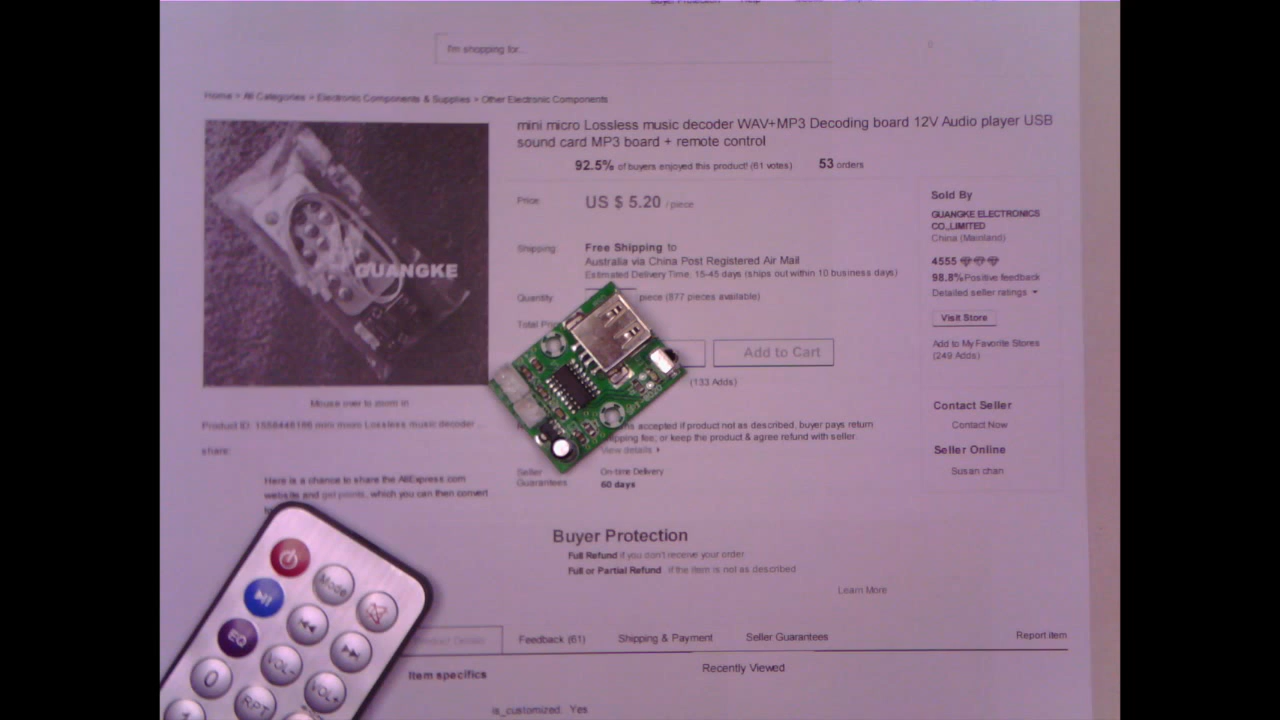 I'm shopping for...
Home > All Categories > Electronic Components & Supplies > Other Electronic Components
mini micro Lossless music decoder WAV+MP3 Decoding board 12V Audio player USB
sound card MP3 board + remote control
92.5% of buyers enjoyed this product! (61 votes) 53 orders
Price: US $ 5.20 / piece
Shipping: Free Shipping to
Australia via China Post Registered Air Mail
Estimated Delivery Time: 15-45 days (ships out within 10 business days)
Quantity piece (877 pieces available)
Total
Add to Cart
(133 Adds)
accepted if product not as described, buyer pays return
fee; or keep the product & agree refund with seller.
View details
Seller
Guarantees
On-time Delivery
60 days
GUANGKE
Mouse over to zoom in
Product ID: mini micro Lossless music decoder ...
share:
Here is a chance to share the AliExpress.com
website and get points, which you can then convert
Sold By
GUANGKE ELECTRONICS
CO.,LIMITED
China (Mainland)
4555
98.8% Positive feedback
Detailed seller ratings
Visit Store
Add to My Favorite Stores
(249 Adds)
Contact Seller
Contact Now
Seller Online
Susan chan
Buyer Protection
Full Refund if you don't receive your order
Full or Partial Refund , if the item is not as described
Learn More
Product Details Feedback (61) Shipping & Payment Seller Guarantees Report item
Item specifics Recently Viewed
is_customized: Yes
Mode
EQ
VOL-
VOL+
0
RPT